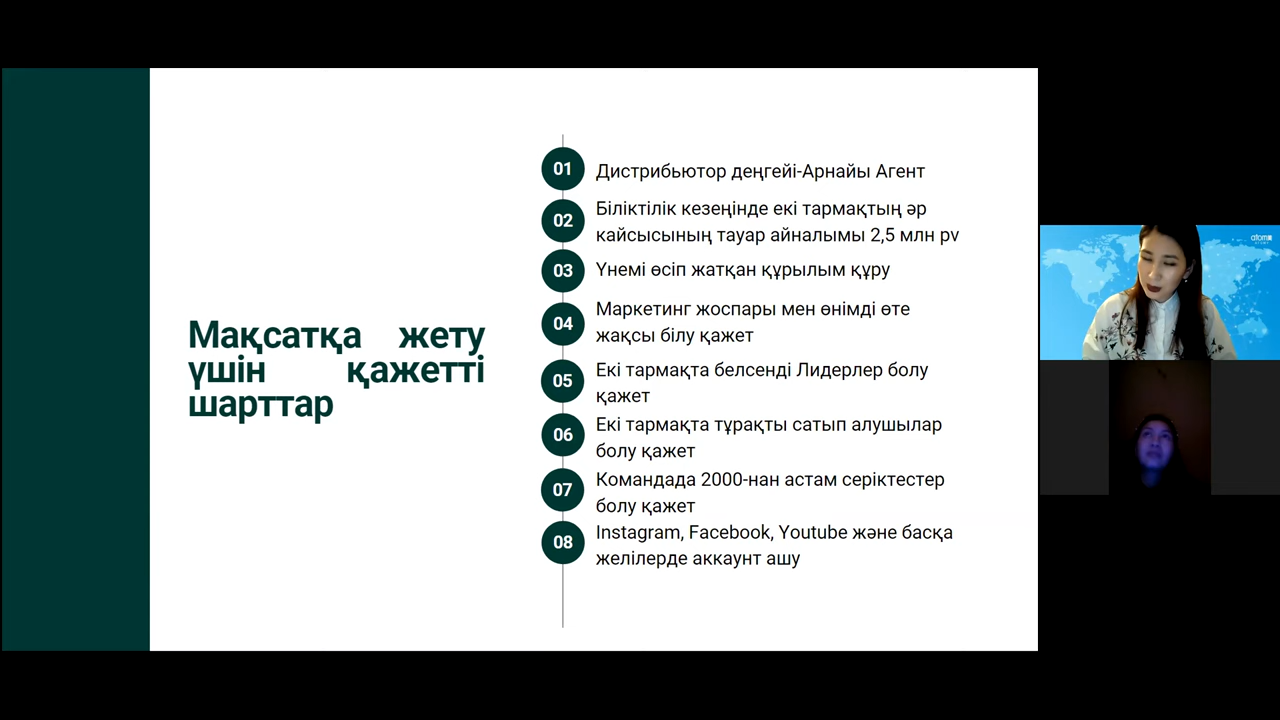 Мақсатқа жету
үшін қажетті
шарттар
01
Дистрибьютор деңгейі-Арнайы Агент
02
Біліктілік кезеңінде екі тармақтың әр
кайсысының тауар айналымы 2,5 млн pv
03
Үнемі өсіп жатқан құрылым құру
04
Маркетинг жоспары мен өнімді өте
жақсы білу қажет
05
Екі тармақта белсенді Лидерлер болу
қажет
06
Екі тармақта тұрақты сатып алушылар
болу қажет
07
Командада 2000-нан астам серіктестер
болу қажет
08
Instagram, Facebook, Youtube және басқа
желілерде аккаунт ашу